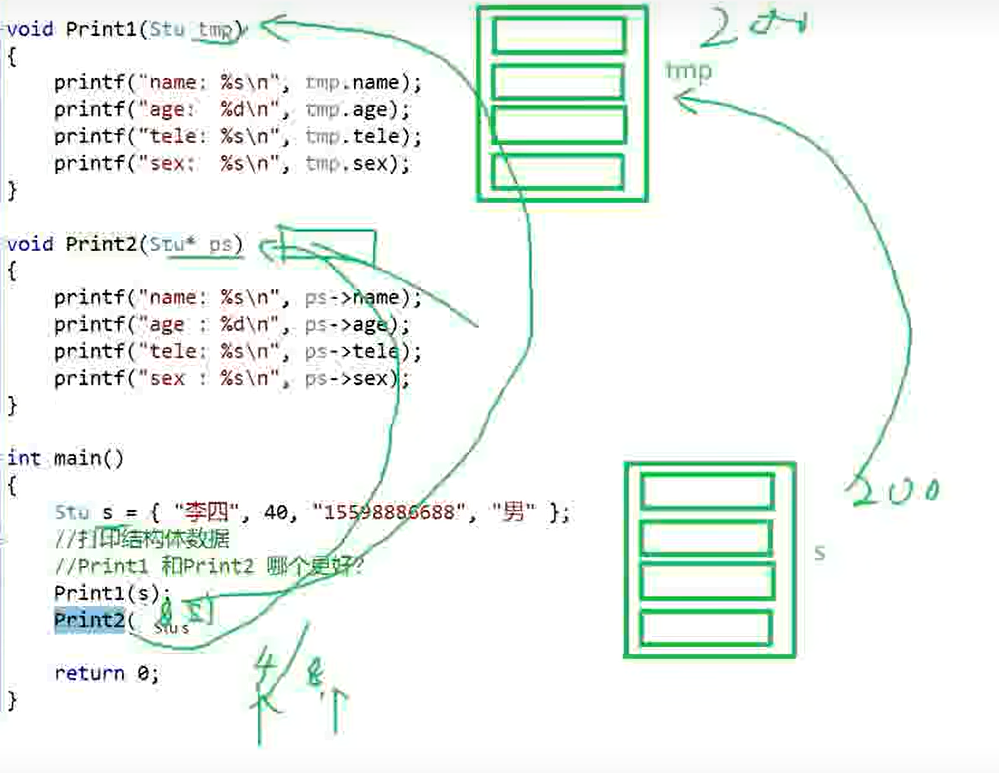 void Print1(Stu tmp)
{
printf("name: %s\n", tmp.name);
printf("age:  %d\n", tmp.age);
printf("tele: %s\n", tmp.tele);
printf("sex:  %s\n", tmp.sex);
}
void Print2(Stu* ps)
{
printf("name: %s\n", ps->name);
printf("age : %d\n", ps->age);
printf("tele: %s\n", ps->tele);
printf("sex : %s\n", ps->sex);
}
int main()
{
Stu s = { "李四", 40, "15598886688", "男" };
//打印结构体数据
//Print1 和Print2 哪个更好?
Print1(s);
Print2(
Stu s
return 0;
}
tmp
200
s
4/8